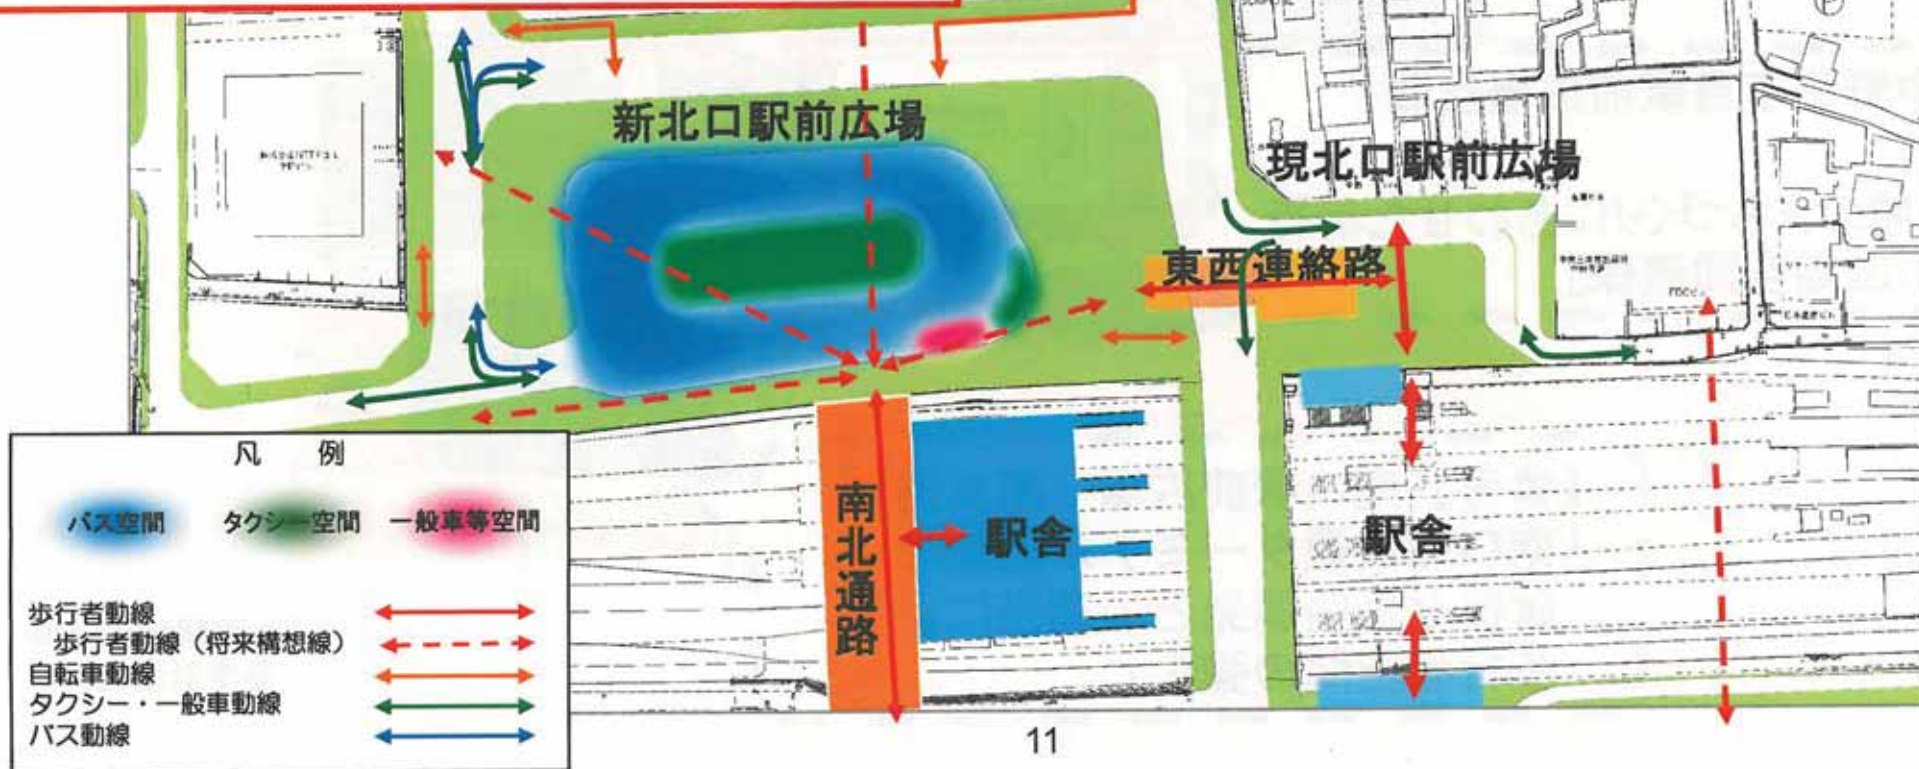 新北口駅前広場
現北口駅前広場
東西連絡路
南北通路
駅舎
駅舎
凡 例
バス空間
タクシー空間
一般車等空間
歩行者動線
歩行者動線（将来構想線）
自転車動線
タクシー・一般車動線
バス動線
11